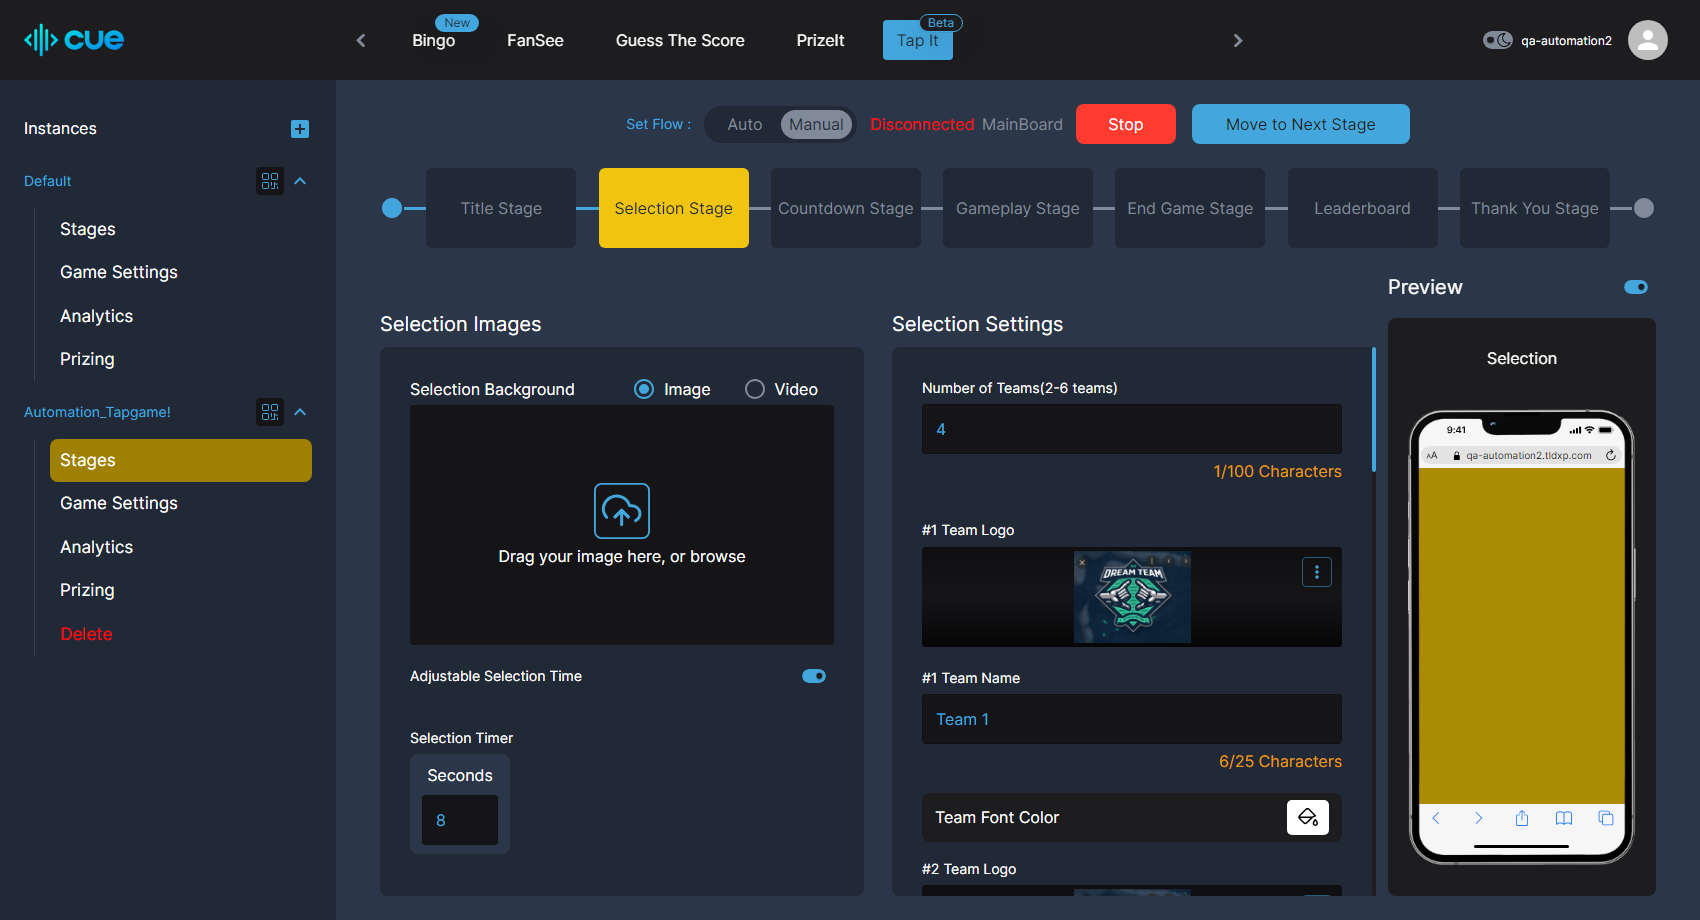 cue
New
Bingo
FanSee
Guess The Score
PrizeIt
Beta
Tap It
qa-automation2
Instances
Default
Stages
Game Settings
Analytics
Prizing
Automation_Tapgame!
Stages
Game Settings
Analytics
Prizing
Delete
Set Flow :
Auto
Manual
Disconnected MainBoard
Stop
Move to Next Stage
Title Stage
Selection Stage
Countdown Stage
Gameplay Stage
End Game Stage
Leaderboard
Thank You Stage
Selection Images
Selection Background
Image
Video
Drag your image here, or browse
Adjustable Selection Time
Selection Timer
Seconds
8
Selection Settings
Number of Teams(2-6 teams)
4
1/100 Characters
#1 Team Logo
DREAM TEAM
#1 Team Name
Team 1
6/25 Characters
Team Font Color
#2 Team Logo
Preview
Selection
9:41
AA
qa-automation2.tldxp.com